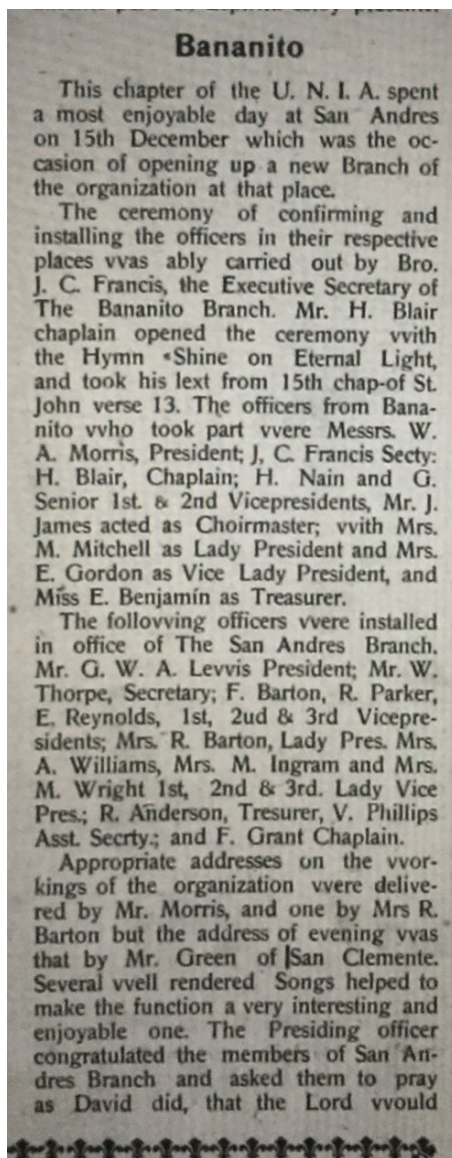 Bananito
This chapter of the U. N. I. A. spent
a most enjoyable day at San Andres
on 15th December which was the oc-
casion of opening up a new Branch of
the organization at that place.
The ceremony of confirming and
installing the officers in their respective
places vvas ably carried out by Bro.
J. C. Francis, the Executive Secretary of
The Bananito Branch. Mr. H. Blair
chaplain opened the ceremony vvith
the Hymn «Shine on Eternal Light,
and took his lext from 15th chap-of St.
John verse 13. The officers from Bana-
nito vvho took part vvere Messrs. W.
A. Morris, President; J, C. Francis Secty:
H. Blair, Chaplain; H. Nain and G.
Senior 1st. & 2nd Vicepresidents, Mr. J.
James acted as Choirmaster; vvith Mrs.
M. Mitchell as Lady President and Mrs.
E. Gordon as Vice Lady President, and
Miss E. Benjamin as Treasurer.
The follovving officers vvere installed
in office of The San Andres Branch.
Mr. G. W. A. Levvis President; Mr. W.
Thorpe, Secretary; F. Barton, R. Parker,
E. Reynolds, 1st, 2ud & 3rd Vicepre-
sidents; Mrs. R. Barton, Lady Pres. Mrs.
A. Williams, Mrs. M. Ingram and Mrs.
M. Wright 1st, 2nd & 3rd. Lady Vice
Pres.; R. Anderson, Tresurer, V. Phillips
Asst. Secrty.; and F. Grant Chaplain.
Appropriate addresses on the vvor-
kings of the organization vvere delive-
red by Mr. Morris, and one by Mrs R.
Barton but the address of evening vvas
that by Mr. Green of San Clemente.
Several vvell rendered Songs helped to
make the function a very interesting and
enjoyable one. The Presiding officer
congratulated the members of San An-
dres Branch and asked them to pray
as David did, that the Lord vvould